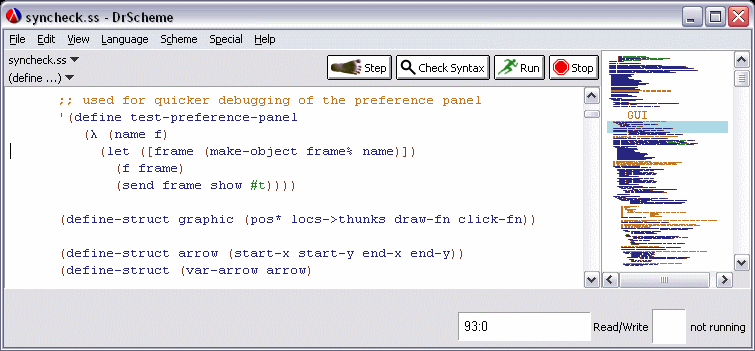 syncheck.ss - DrScheme
File Edit View Language Scheme Special Help
syncheck.ss
(define ...)
Step Check Syntax Run Stop
;; used for quicker debugging of the preference panel
'(define test-preference-panel
(λ (name f)
(let ([frame (make-object frame% name)])
(f frame)
(send frame show #t))))
(define-struct graphic (pos* locs->thunks draw-fn click-fn))
(define-struct arrow (start-x start-y end-x end-y))
(define-struct (var-arrow arrow)
GUI
93:0 Read/Write not running